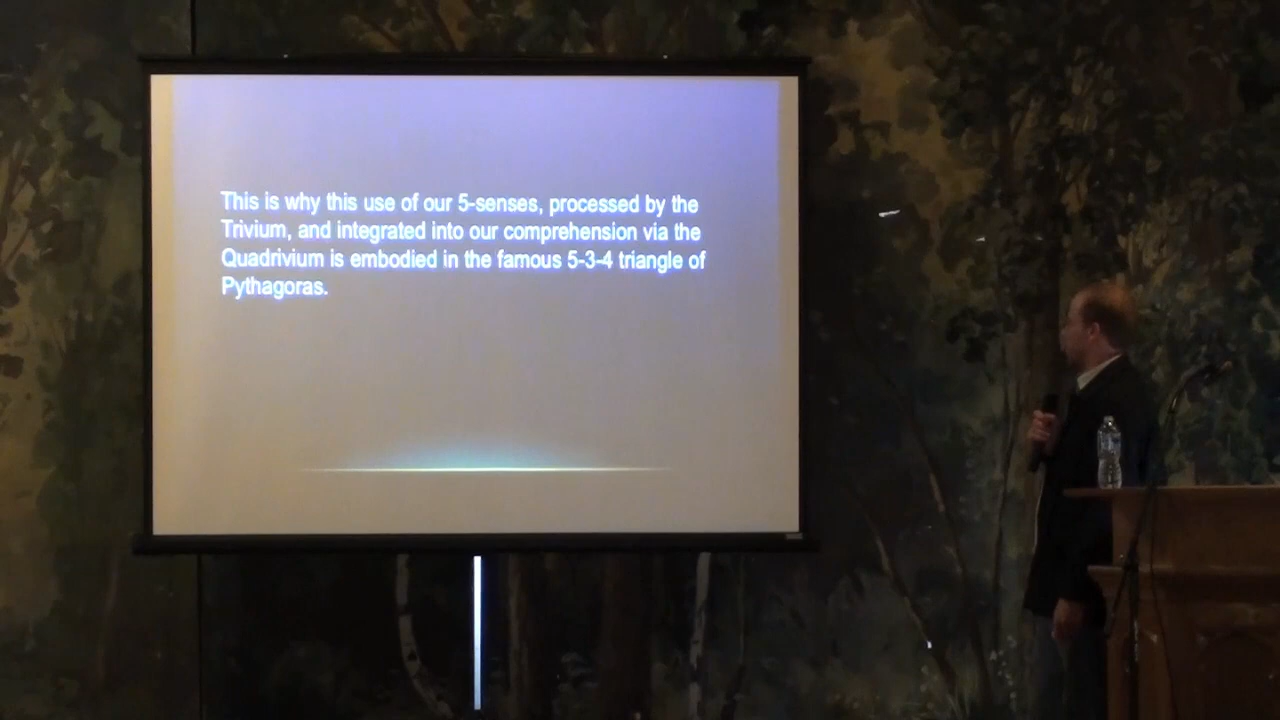 This is why this use of our 5-senses, processed by the
Trivium, and integrated into our comprehension via the
Quadrivium is embodied in the famous 5-3-4 triangle of
Pythagoras.